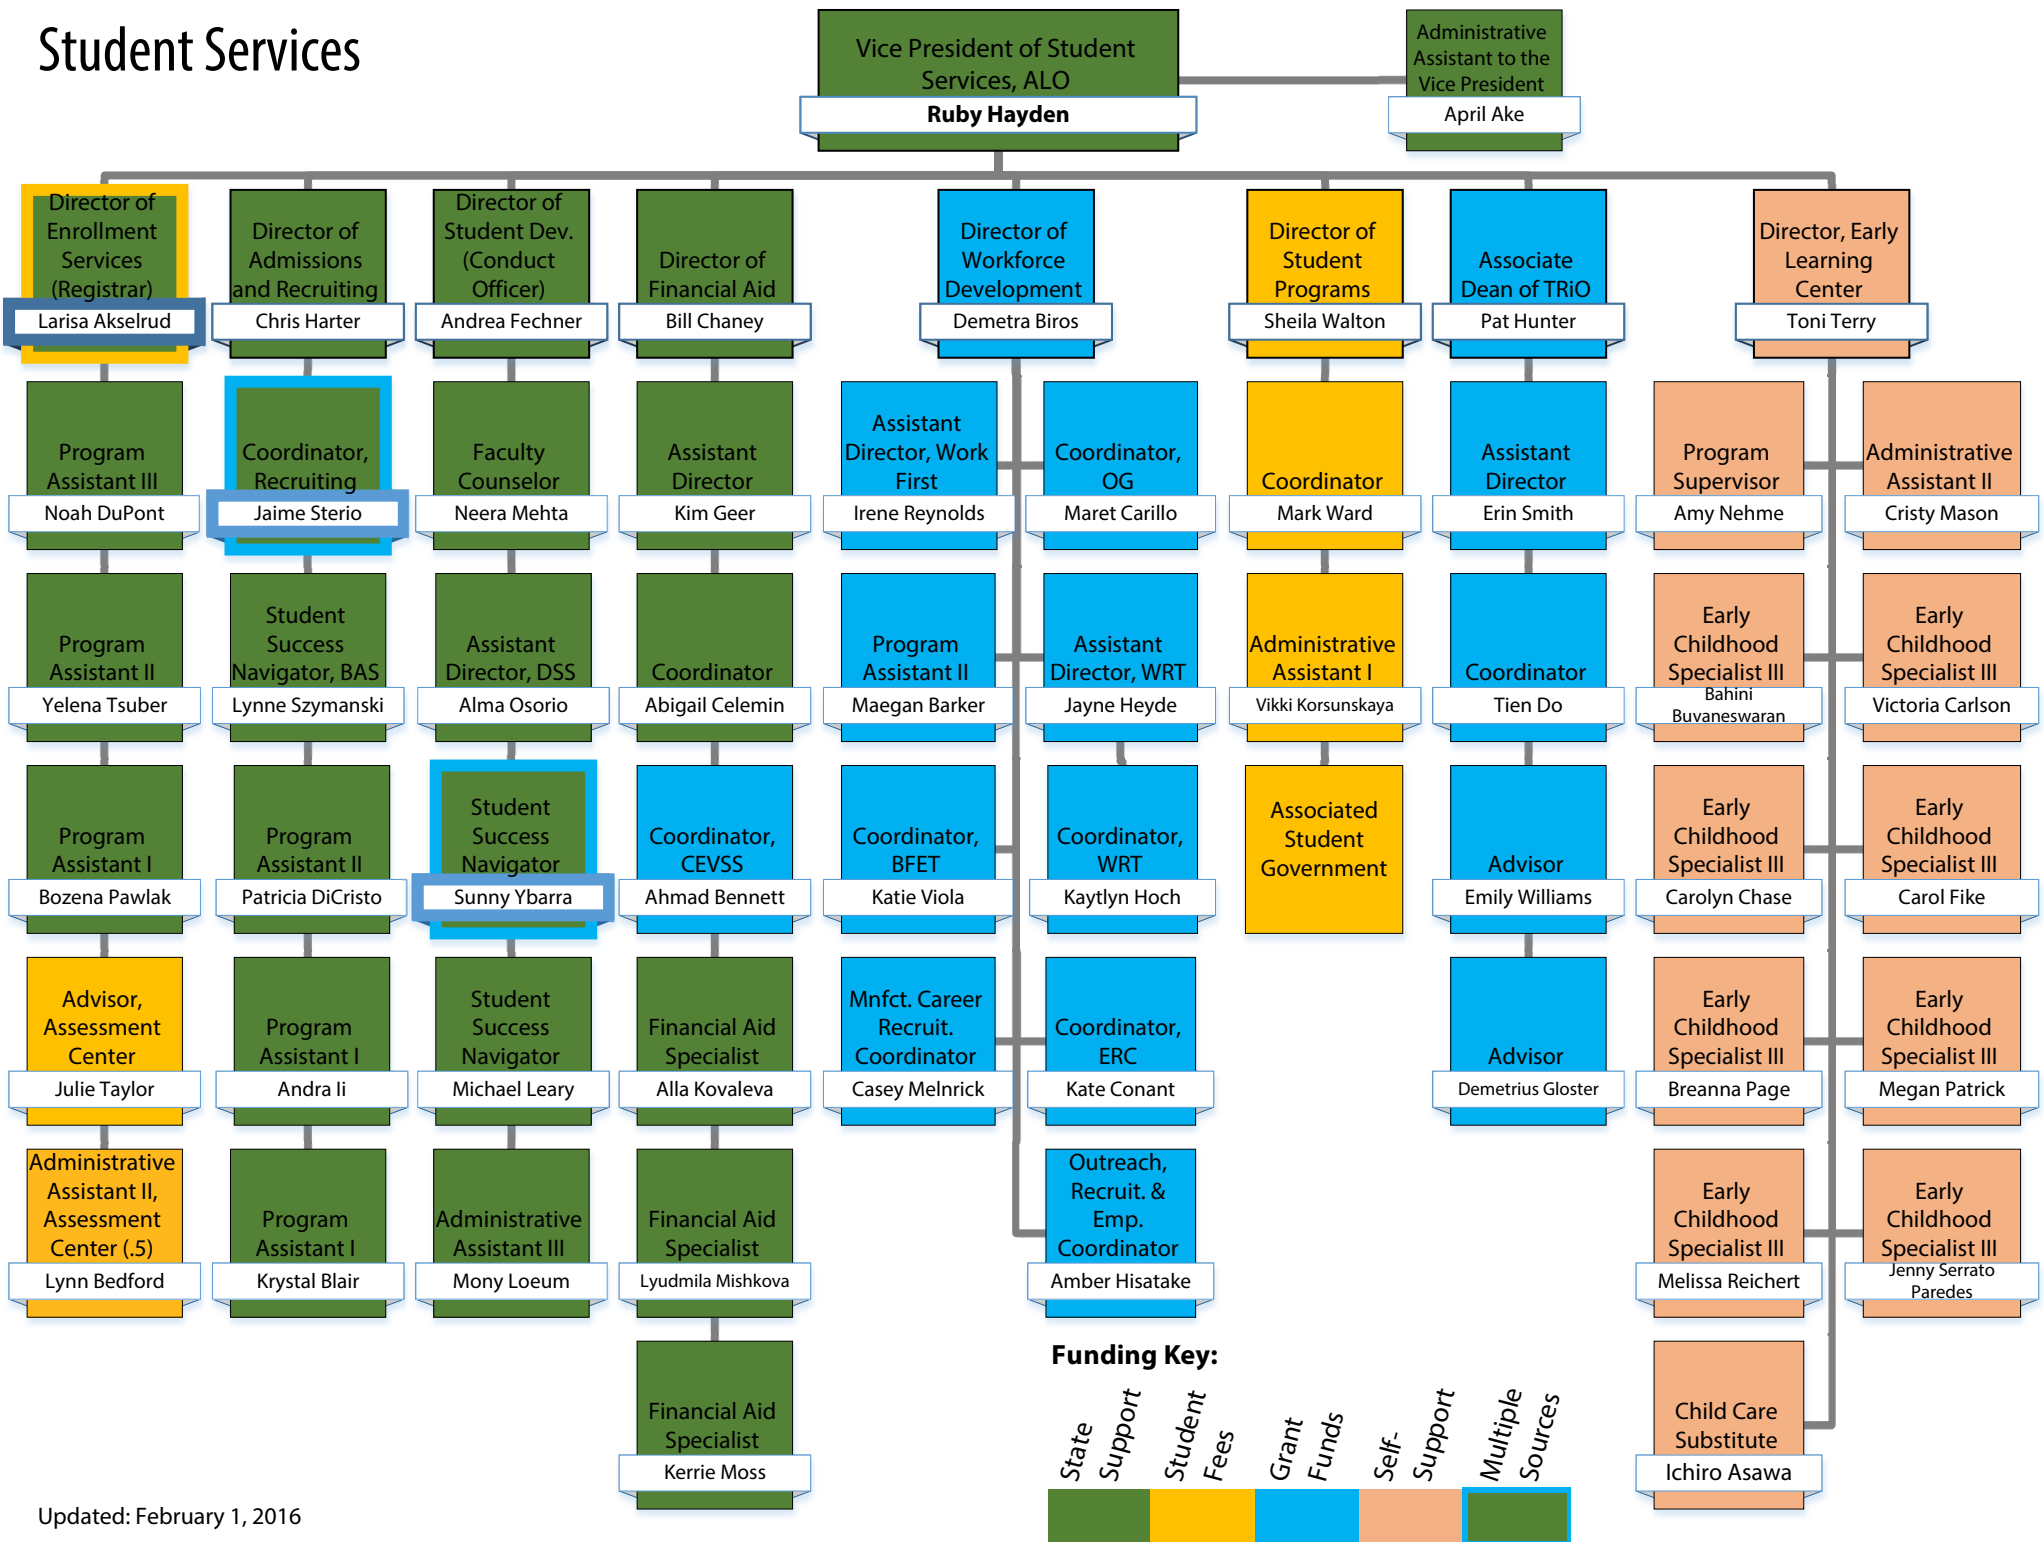 Student Services
Vice President of Student
Services, ALO
Ruby Hayden
Administrative
Assistant to the
Vice President
April Ake
Director of
Enrollment
Services
(Registrar)
Larisa Akselrud
Director of
Admissions
and Recruiting
Chris Harter
Director of
Student Dev.
(Conduct
Officer)
Andrea Fechner
Director of
Financial Aid
Bill Chaney
Director of
Workforce
Development
Demetra Biros
Director of
Student
Programs
Sheila Walton
Associate
Dean of TRiO
Pat Hunter
Director, Early
Learning
Center
Toni Terry
Program
Assistant III
Noah DuPont
Coordinator,
Recruiting
Jaime Sterio
Faculty
Counselor
Neera Mehta
Assistant
Director
Kim Geer
Assistant
Director, Work
First
Irene Reynolds
Coordinator,
OG
Maret Carillo
Coordinator
Mark Ward
Assistant
Director
Erin Smith
Program
Supervisor
Amy Nehme
Administrative
Assistant II
Cristy Mason
Program
Assistant II
Yelena Tsuber
Student
Success
Navigator, BAS
Lynne Szymanski
Assistant
Director, DSS
Alma Osorio
Coordinator
Abigail Celemin
Program
Assistant II
Maegan Barker
Assistant
Director, WRT
Jayne Heyde
Administrative
Assistant I
Vikki Korsunskaya
Coordinator
Tien Do
Early
Childhood
Specialist III
Bahini
Buvaneswaran
Early
Childhood
Specialist III
Victoria Carlson
Program
Assistant I
Bozena Pawlak
Program
Assistant II
Patricia DiCristo
Student
Success
Navigator
Sunny Ybarra
Coordinator,
CEVSS
Ahmad Bennett
Coordinator,
BFET
Katie Viola
Coordinator,
WRT
Kaytlyn Hoch
Associated
Student
Government
Advisor
Emily Williams
Early
Childhood
Specialist III
Carolyn Chase
Early
Childhood
Specialist III
Carol Fike
Advisor,
Assessment
Center
Julie Taylor
Program
Assistant I
Andra Ii
Student
Success
Navigator
Michael Leary
Financial Aid
Specialist
Alla Kovaleva
Mnfct. Career
Recruit.
Coordinator
Casey Melnrick
Coordinator,
ERC
Kate Conant
Advisor
Demetrius Gloster
Early
Childhood
Specialist III
Breanna Page
Early
Childhood
Specialist III
Megan Patrick
Administrative
Assistant II,
Assessment
Center (.5)
Lynn Bedford
Program
Assistant I
Krystal Blair
Administrative
Assistant III
Mony Loeum
Financial Aid
Specialist
Lyudmila Mishkova
Outreach,
Recruit. &
Emp.
Coordinator
Amber Hisatake
Early
Childhood
Specialist III
Melissa Reichert
Early
Childhood
Specialist III
Jenny Serrato
Paredes
Financial Aid
Specialist
Kerrie Moss
Child Care
Substitute
Ichiro Asawa
Funding Key:
State
Support
Student
Fees
Grant
Funds
Self-
Support
Multiple
Sources
Updated: February 1, 2016